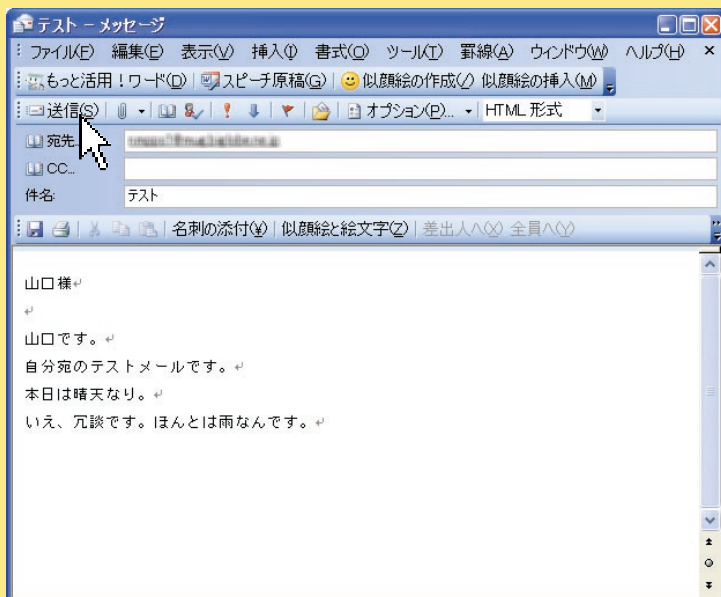 テスト - メッセージ
ファイル(F) 編集(E) 表示(V) 挿入(I) 書式(O) ツール(T) 罫線(A) ウィンドウ(W) ヘルプ(H) ×
もっと活用!ワード(D) スピーチ原稿(G) 似顔絵の作成(/) 似顔絵の挿入(M)
送信(S) オプション(P)... HTML 形式
宛先...
CC...
件名: テスト
名刺の添付(¥) 似顔絵と絵文字(Z) 差出人へ(X) 全員へ(Y)
山口様↵
↵
山口です。↵
自分宛のテストメールです。↵
本日は晴天なり。↵
いえ、冗談です。ほんとは雨なんです。↵